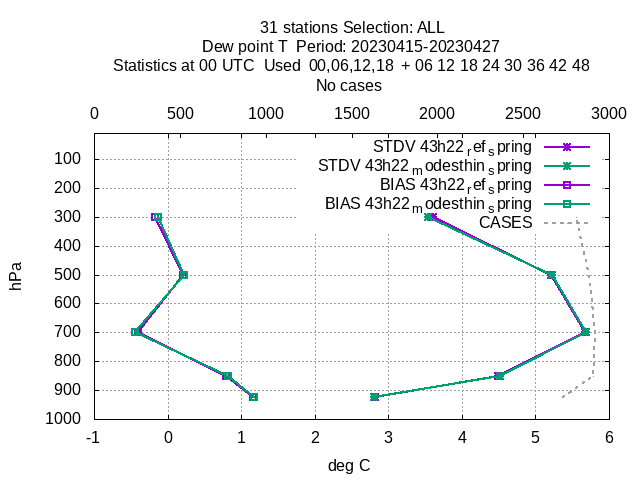 31 stations Selection: ALL
Dew point T  Period: 20230415-20230427
Statistics at 00 UTC  Used  00,06,12,18  + 06 12 18 24 30 36 42 48
No cases
0 500 1000 1500 2000 2500 3000
STDV 43h22_ref_spring
STDV 43h22_modesthin_spring
BIAS 43h22_ref_spring
BIAS 43h22_modesthin_spring
CASES
100
200
300
400
500
600
700
800
900
1000
hPa
-1 0 1 2 3 4 5 6
deg C